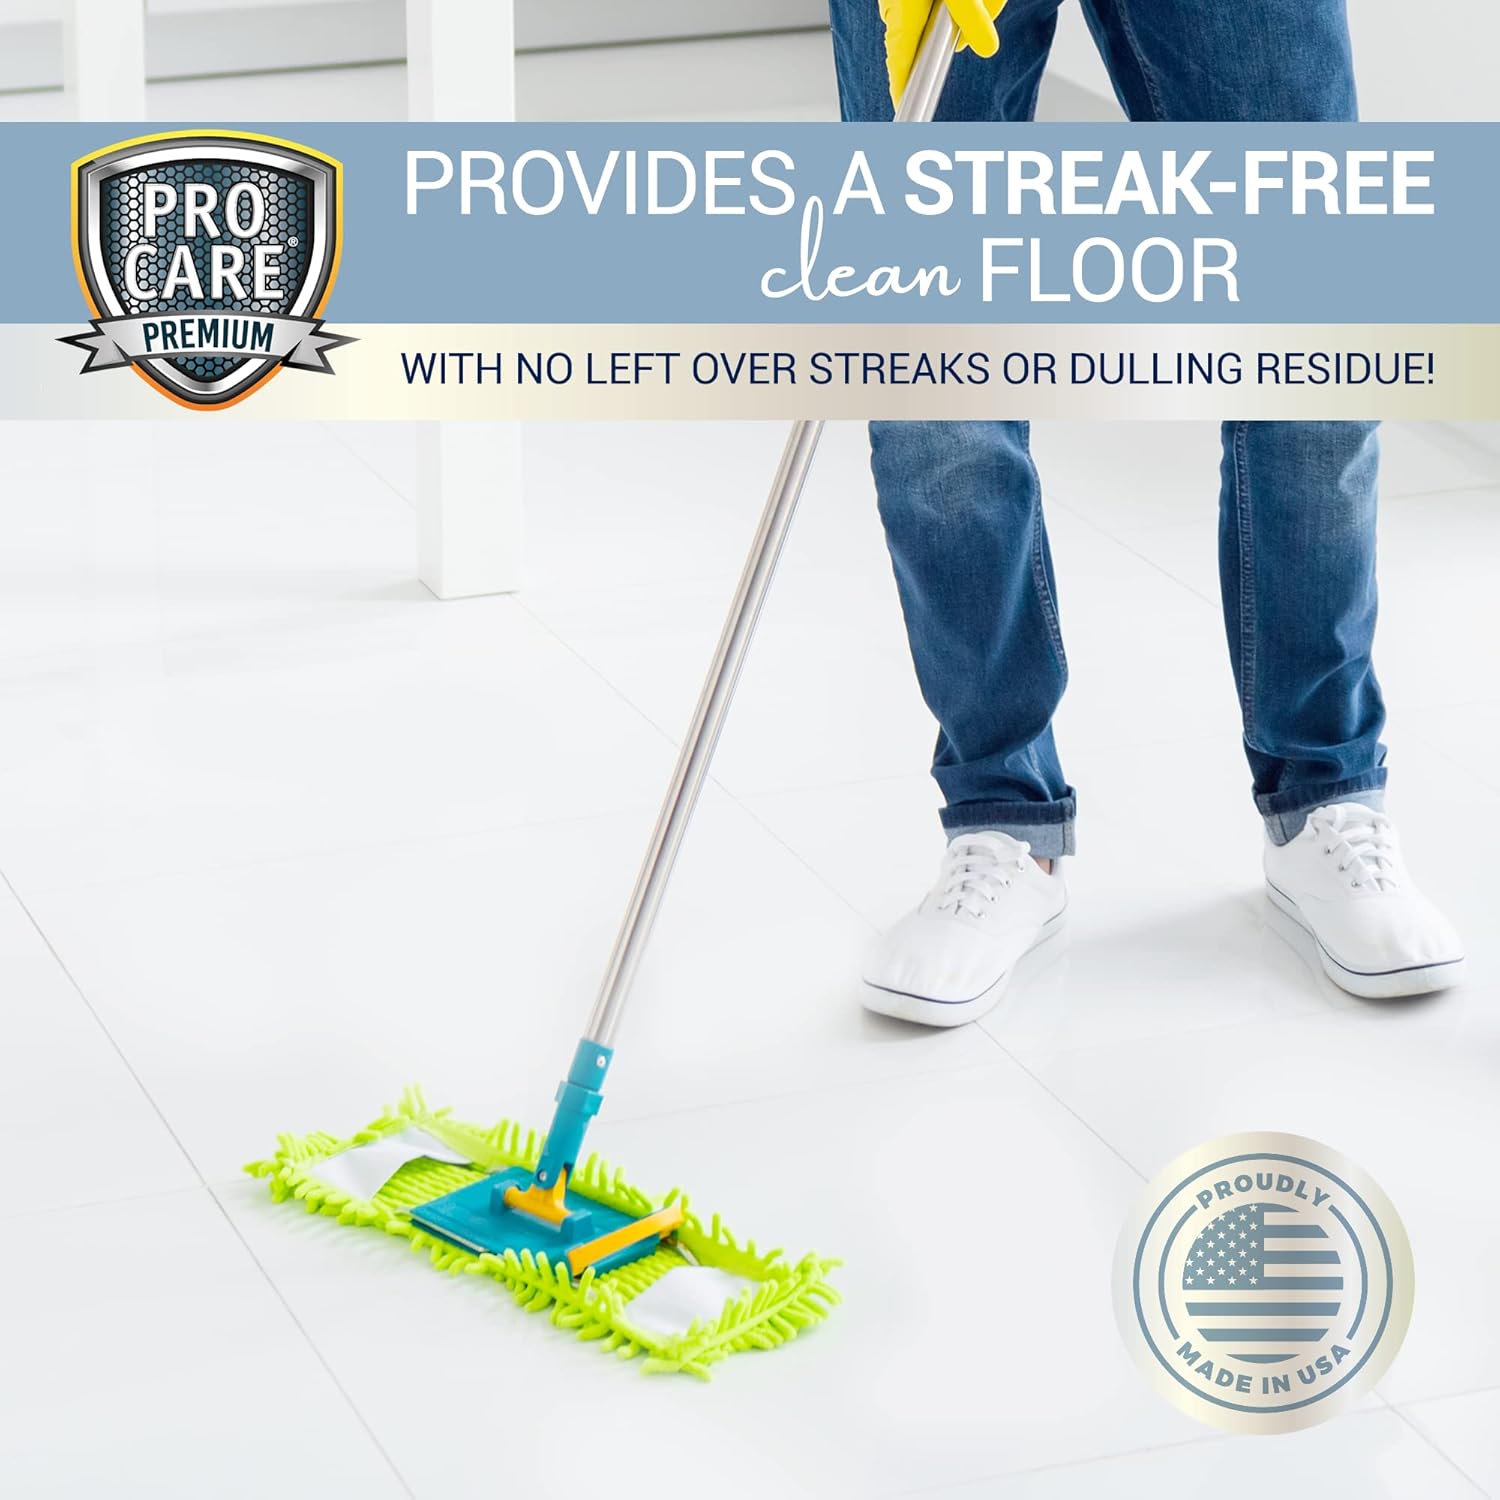 PRO
CARE®
PREMIUM
PROVIDES A STREAK-FREE
clean FLOOR
WITH NO LEFT OVER STREAKS OR DULLING RESIDUE!
PROUDLY
MADE IN USA